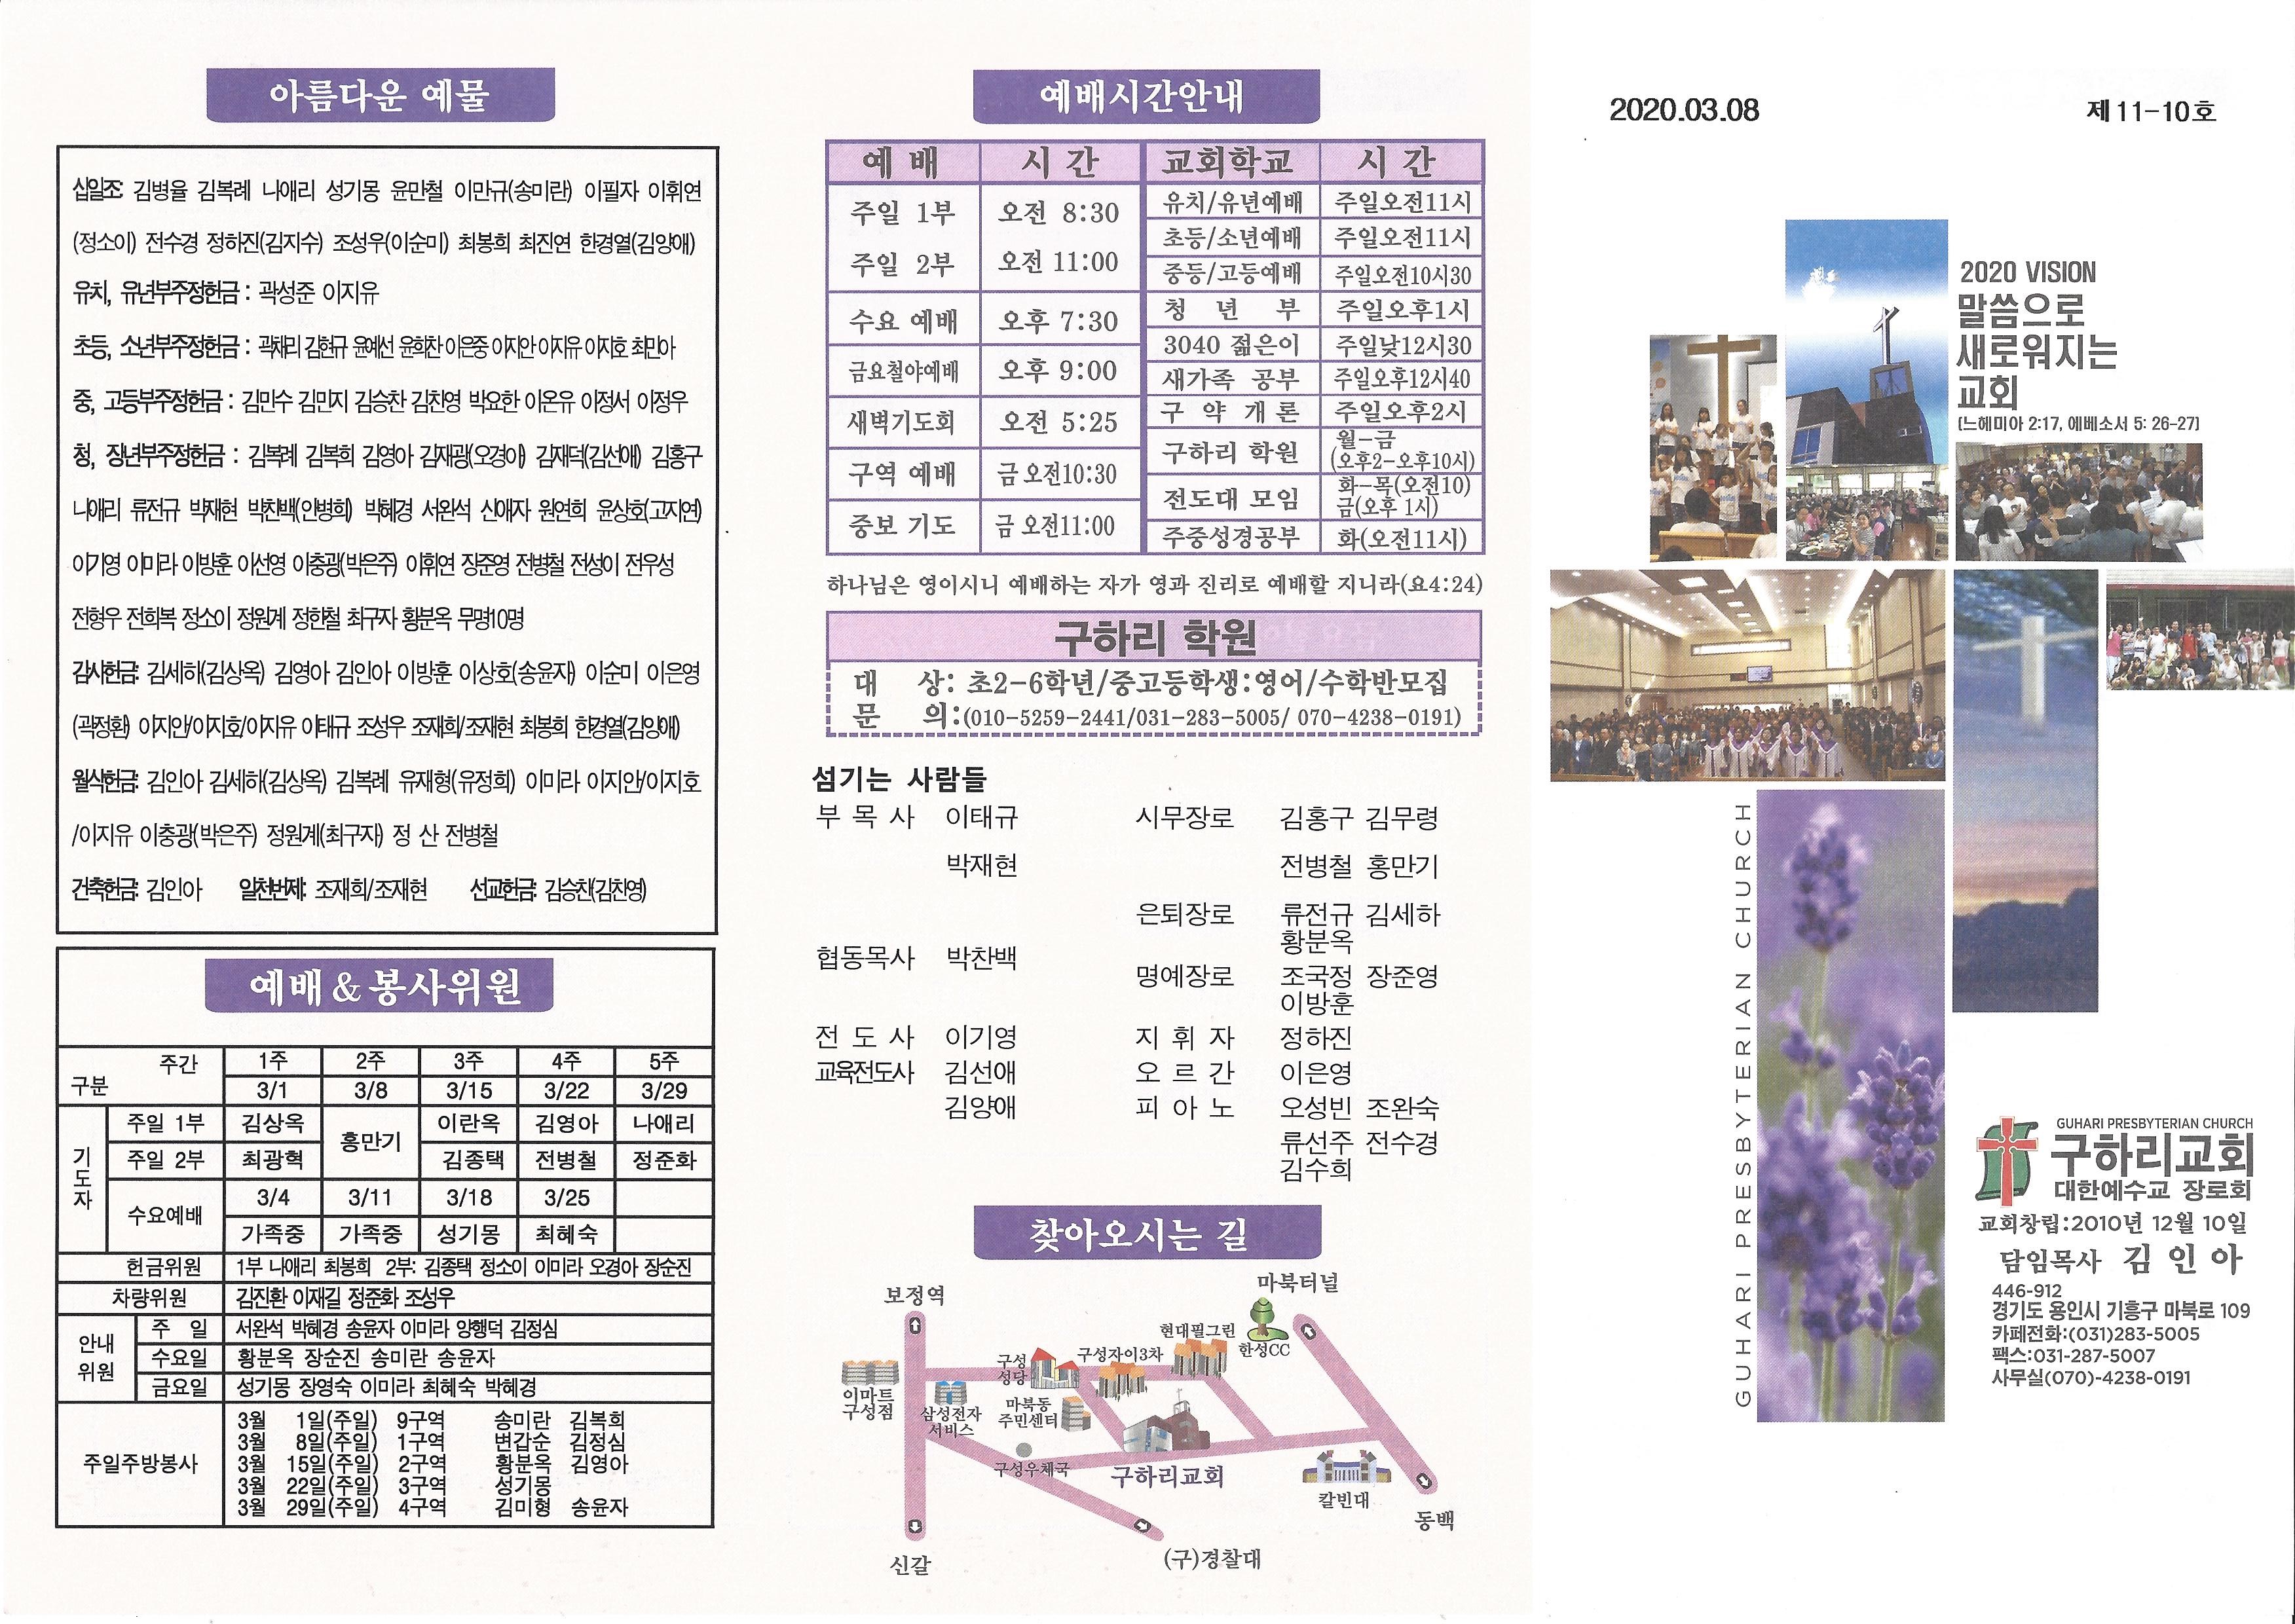 아름다운 예물
십일조: 김병율 김복례 나애리 성기몽 윤만철 이만규(송미란) 이필자 이휘연
(정소이) 전수경 정하진(김지수) 조성우(이순미) 최봉희 최진연 한경열(김양애)
유치, 유년부주정헌금 : 곽성준 이지유
초등, 소년부주정헌금 : 곽채리 김현규 윤예선 윤희찬 이은중 이지안 이지유 이지호 최민아
중, 고등부주정헌금 : 김민수 김민지 김승찬 김찬영 박요한 이온유 이정서 이정우
청, 장년부주정헌금 : 김복례 김복희 김영아 김재광(오경아) 김재덕(김선애) 김홍구
나애리 류전규 박재현 박찬백(안병희) 박혜경 서완석 신애자 원연희 윤상호(고지연)
이기영 이미라 이방훈 이선영 이충광(박은주) 이휘연 장준영 전병철 전성이 전우성
전형우 전희복 정소이 정원계 정한철 최구자 황분옥 무명10명
감사헌금: 김세하(김상옥) 김영아 김인아 이방훈 이상호(송윤자) 이순미 이은영
(곽정환) 이지안/이지호/이지유 이태규 조성우 조재희/조재현 최봉희 한경열(김양애)
월식헌금: 김인아 김세하(김상옥) 김복례 유재형(유정희) 이미라 이지안/이지호
/이지유 이충광(박은주) 정원계(최구자) 정 산 전병철
건축헌금: 김인아 일천번제: 조재희/조재현 선교헌금: 김승찬(김찬영)
예배&봉사위원
주간 1주 2주 3주 4주 5주
구분 3/1 3/8 3/15 3/22 3/29
기도자 주일 1부 김상옥 홍만기 이란옥 김영아 나애리
주일 2부 최광혁 김종택 전병철 정준화
수요예배 3/4 3/11 3/18 3/25
가족중 가족중 성기몽 최혜숙
헌금위원 1부 나애리 최봉희 2부: 김종택 정소이 이미라 오경아 장순진
차량위원 김진환 이재길 정준화 조성우
안내위원 주 일 서완석 박혜경 송윤자 이미라 양행덕 김정심
수요일 황분옥 장순진 송미란 송윤자
금요일 성기몽 장영숙 이미라 최혜숙 박혜경
주일주방봉사
3월 1일(주일) 9구역 송미란 김복희
3월 8일(주일) 1구역 변갑순 김정심
3월 15일(주일) 2구역 황분옥 김영아
3월 22일(주일) 3구역 성기몽
3월 29일(주일) 4구역 김미형 송윤자
예배시간안내
예 배 시 간 교회학교 시 간
주일 1부 오전 8:30
주일 2부 오전 11:00
수요 예배 오후 7:30
금요철야예배 오후 9:00
새벽기도회 오전 5:25
구역 예배 금 오전10:30
중보 기도 금 오전11:00
유치/유년예배 주일오전11시
초등/소년예배 주일오전11시
중등/고등예배 주일오전10시30
청 년 부 주일오후1시
3040 젊은이 주일낮12시30
새가족 공부 주일오후12시40
구 약 개 론 주일오후2시
구하리 학원 월-금
(오후2-오후10시)
전도대 모임 화-목(오전10)
금(오후 1시)
주중성경공부 화(오전11시)
하나님은 영이시니 예배하는 자가 영과 진리로 예배할 지니라(요4:24)
구하리 학원
대 상: 초2-6학년/중고등학생:영어/수학반모집
문 의:(010-5259-2441/031-283-5005/ 070-4238-0191)
섬기는 사람들
부 목 사 이태규 시무장로 김홍구 김무령
박재현 전병철 홍만기
은퇴장로 류전규 김세하
황분옥
협동목사 박찬백
명예장로 조국정 장준영
이방훈
전 도 사 이기영 지 휘 자 정하진
교육전도사 김선애 오 르 간 이은영
김양애 피 아 노 오성빈 조완숙
류선주 전수경
김수희
찾아오시는 길
마북터널
보정역
현대필그린
한성CC
구성자이3차
구성
성당
이마트
구성점
삼성전자
서비스
마북동
주민센터
구성우체국
구하리교회
칼빈대
동백
(구)경찰대
신갈
2020.03.08 제11-10호
2020 VISION
말씀으로
새로워지는
교회
(느헤미아 2:17, 에베소서 5: 26-27)
GUHARI PRESBYTERIAN CHURCH
GUHARI PRESBYTERIAN CHURCH
구하리교회
대한예수교 장로회
교회창립:2010년 12월 10일
담임목사 김 인 아
446-912
경기도 용인시 기흥구 마북로 109
카페전화:(031)283-5005
팩스:031-287-5007
사무실(070)-4238-0191